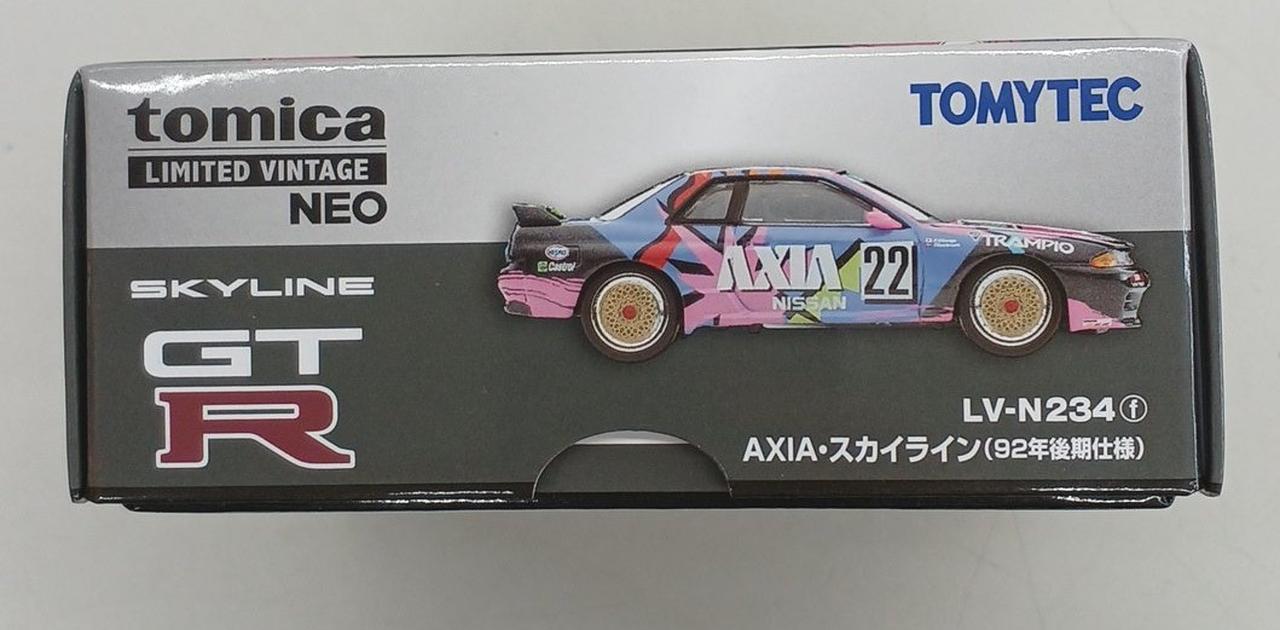 tomica
LIMITED VINTAGE
NEO
TOMYTEC
SKYLINE
GT
R
AXIA
22
NISSAN
TRAMPIO
Castrol
LV-N234ⓕ
AXIA・スカイライン(92年後期仕様)